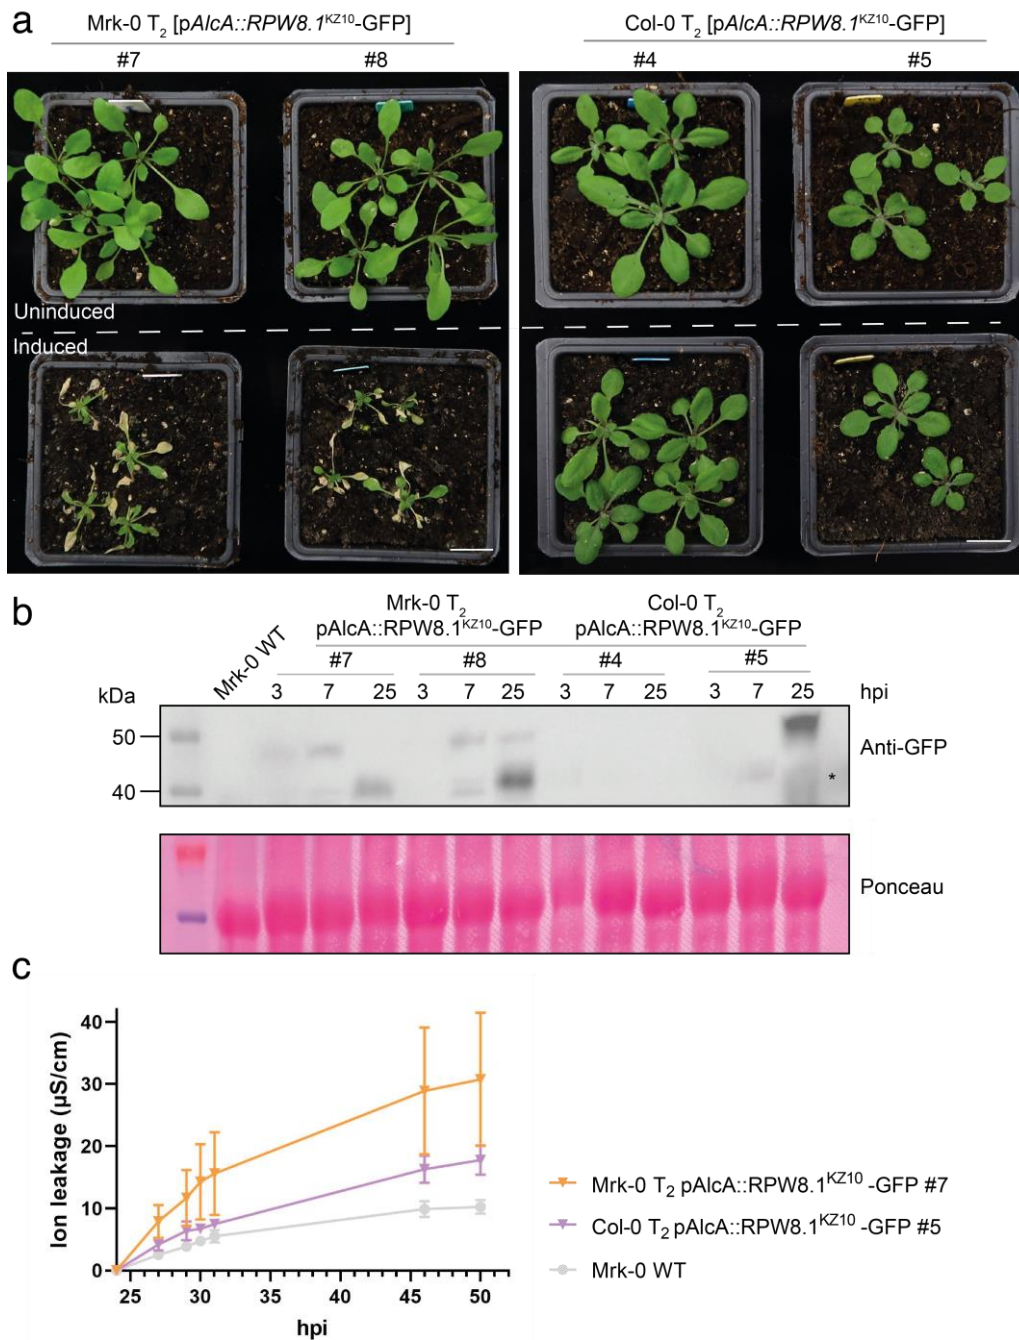 a
Mrk-0 T2 [pAlcA::RPW8.1KZ10-GFP]
Col-0 T2 [pAlcA::RPW8.1KZ10-GFP]
#7 #8 #4 #5
Uninduced
Induced
b
Mrk-0 T2
pAlcA::RPW8.1KZ10-GFP
Col-0 T2
pAlcA::RPW8.1KZ10-GFP
Mrk-0 WT
#7 #8 #4 #5
kDa 3 7 25 3 7 25 3 7 25 3 7 25 hpi
50
Anti-GFP
40
*
Ponceau
c
Ion leakage (µS/cm)
40
30
20
10
0
25 30 35 40 45 50
hpi
Mrk-0 T2 pAlcA::RPW8.1KZ10 -GFP #7
Col-0 T2 pAlcA::RPW8.1KZ10 -GFP #5
Mrk-0 WT